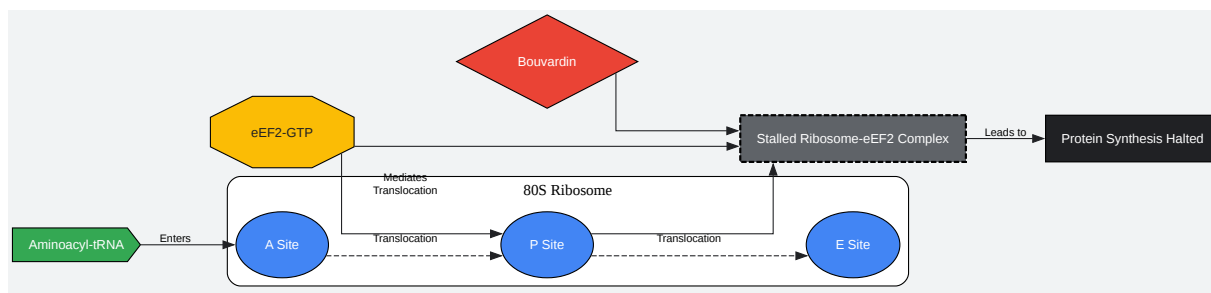 Bouvardin
eEF2-GTP
Stalled Ribosome-eEF2 Complex
Leads to
Protein Synthesis Halted
Mediates
Translocation
80S Ribosome
Aminoacyl-tRNA
Enters
A Site
Translocation
P Site
Translocation
E Site